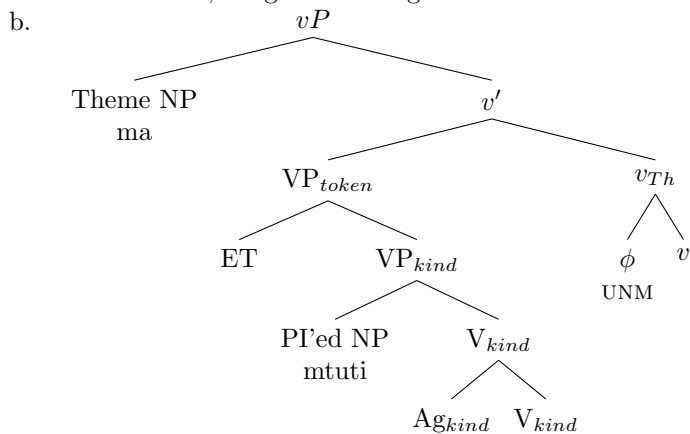 b.
vP
Theme NP
ma
v'
VP_token
v_Th
ET
VP_kind
ϕ
v
UNM
PI'ed NP
mtuti
V_kind
Ag_kind V_kind